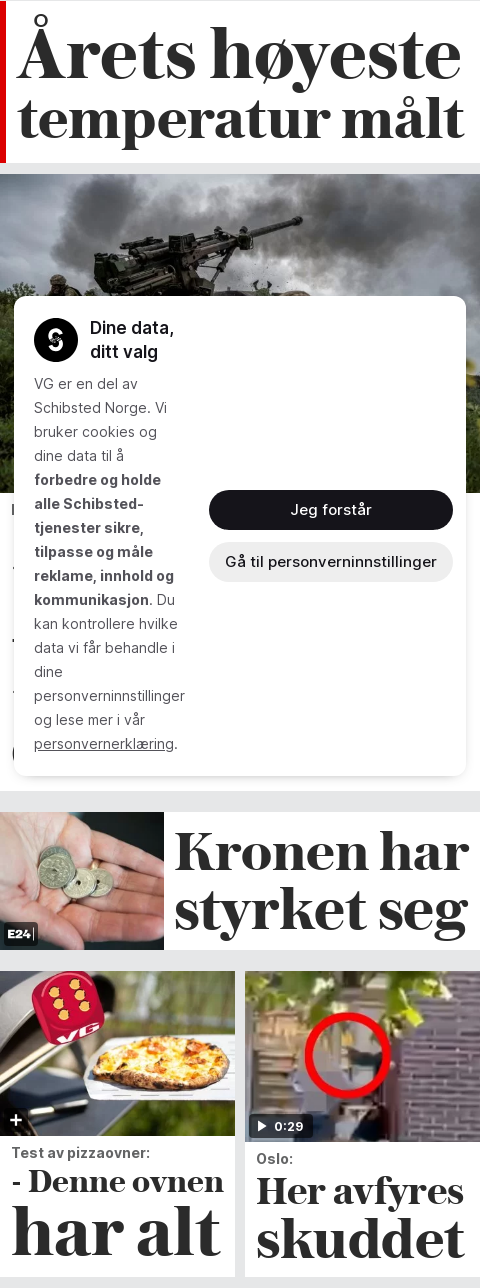 Årets høyeste
temperatur målt
Dine data,
ditt valg
VG er en del av
Schibsted Norge. Vi
bruker cookies og
dine data til å
forbedre og holde
alle Schibsted-
tjenester sikre,
tilpasse og måle
reklame, innhold og
kommunikasjon. Du
kan kontrollere hvilke
data vi får behandle i
dine
personverninnstillinger
og lese mer i vår
personvernerklæring.
Jeg forstår
Gå til personverninnstillinger
E24
Kronen har
styrket seg
VG
Test av pizzaovner:
- Denne ovnen
har alt
0:29
Oslo:
Her avfyres
skuddet